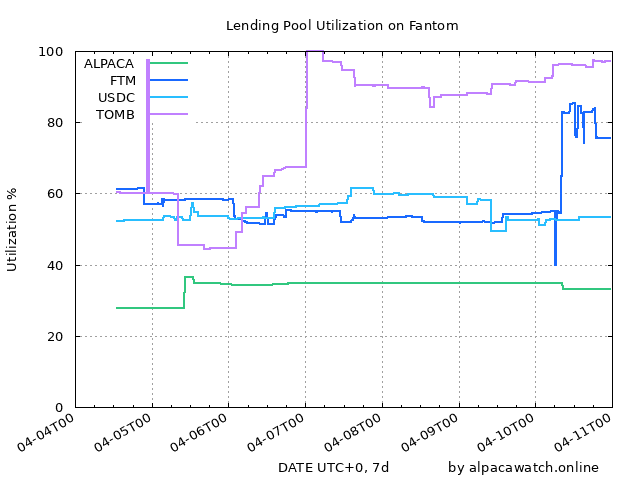 Lending Pool Utilization on Fantom
ALPACA
FTM
USDC
TOMB
100
80
60
40
20
0
Utilization %
04-04T00
04-05T00
04-06T00
04-07T00
04-08T00
04-09T00
04-10T00
04-11T00
DATE UTC+0, 7d
by alpacawatch.online